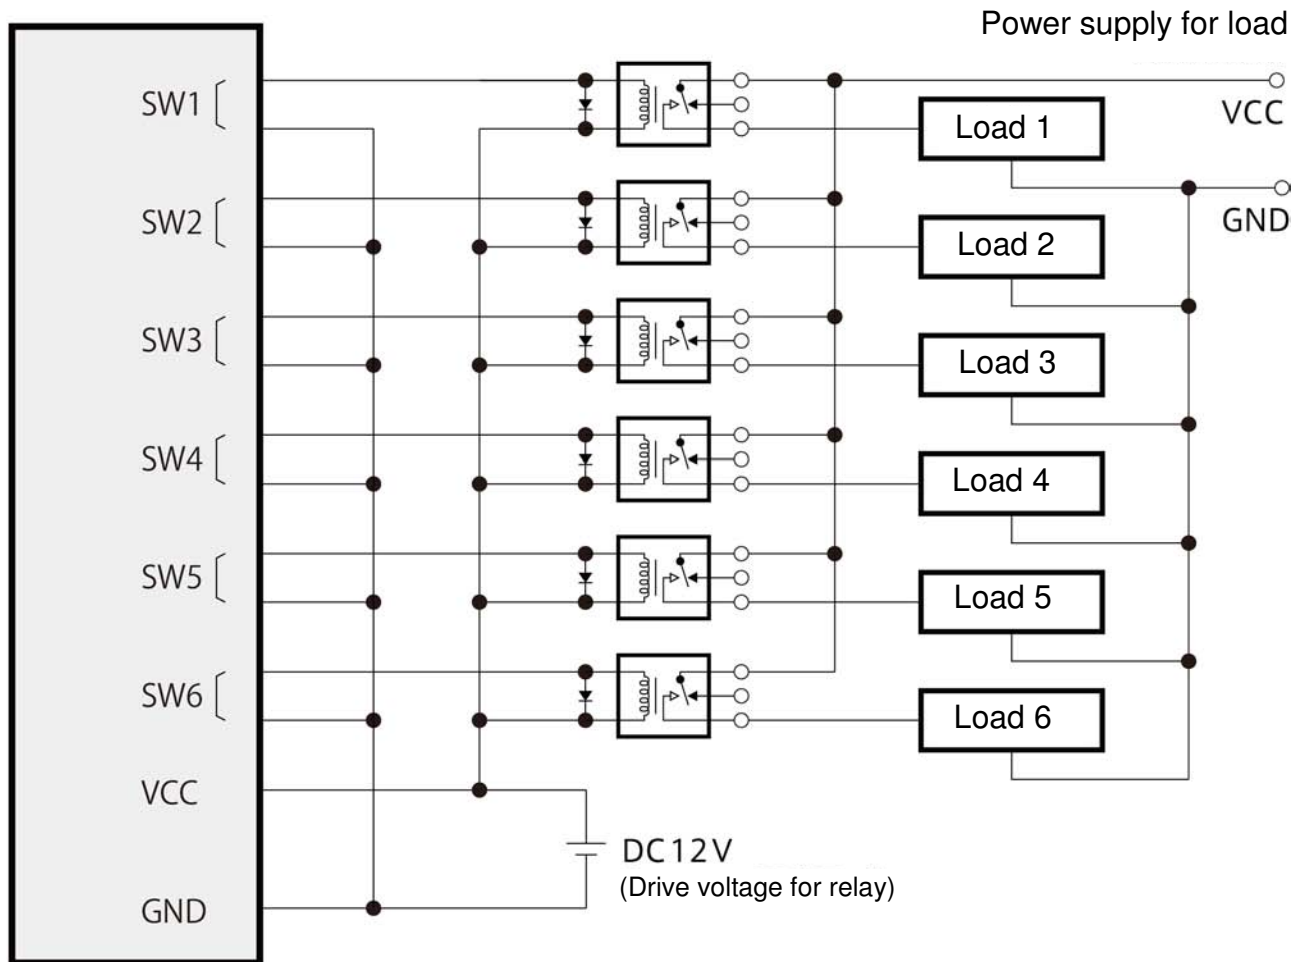 Power supply for load
SW1
Load 1
VCC
SW2
Load 2
GND
SW3
Load 3
SW4
Load 4
SW5
Load 5
SW6
Load 6
VCC
DC12V
(Drive voltage for relay)
GND